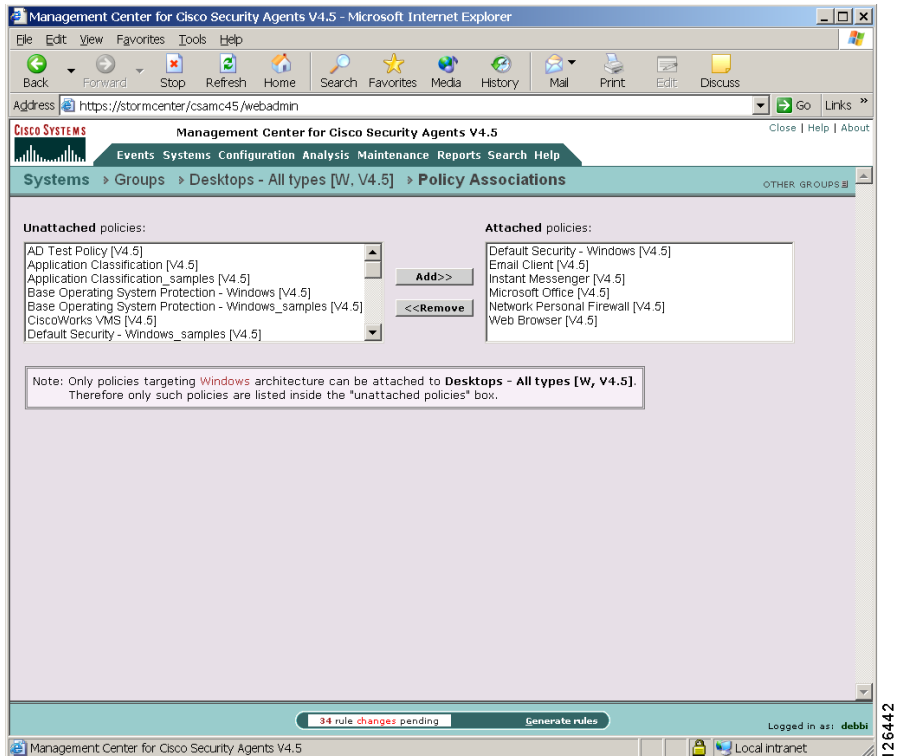 Management Center for Cisco Security Agents V4.5 - Microsoft Internet Explorer
File Edit View Favorites Tools Help
Back Forward Stop Refresh Home Search Favorites Media History Mail Print Edit Discuss
Address https://stormcenter/csamc45/webadmin Go Links »
CISCO SYSTEMS Management Center for Cisco Security Agents V4.5 Close | Help | About
Events Systems Configuration Analysis Maintenance Reports Search Help
Systems > Groups > Desktops - All types [W, V4.5] > Policy Associations OTHER GROUPS
Unattached policies: Attached policies:
AD Test Policy [V4.5]
Application Classification [V4.5]
Application Classification_samples [V4.5]
Base Operating System Protection - Windows [V4.5]
Base Operating System Protection - Windows_samples [V4.5]
CiscoWorks VMS [V4.5]
Default Security - Windows_samples [V4.5]
Add>>
<<Remove
Default Security - Windows [V4.5]
Email Client [V4.5]
Instant Messenger [V4.5]
Microsoft Office [V4.5]
Network Personal Firewall [V4.5]
Web Browser [V4.5]
Note: Only policies targeting Windows architecture can be attached to Desktops - All types [W, V4.5].
Therefore only such policies are listed inside the "unattached policies" box.
34 rule changes pending Generate rules
Logged in as: debbi
Management Center for Cisco Security Agents V4.5 Local intranet
126442